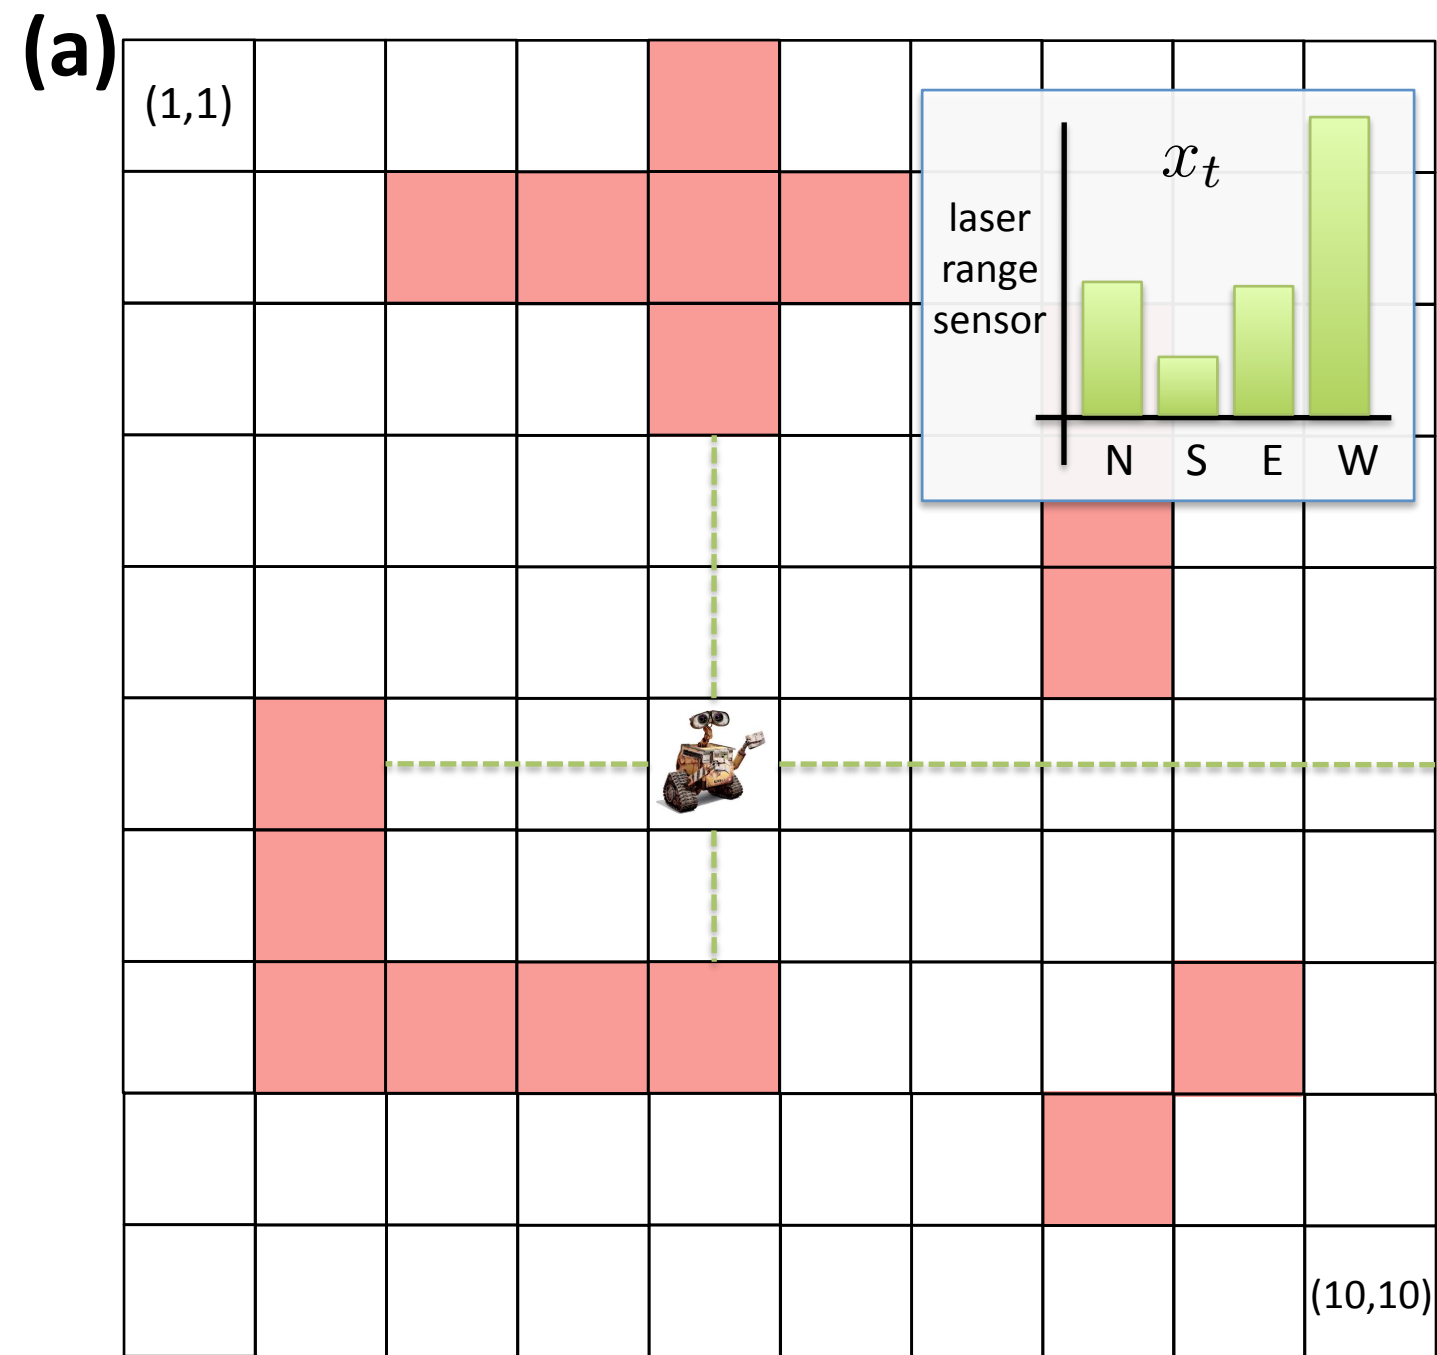 (a)
(1,1)
x_t
laser
range
sensor
N S E W
(10,10)